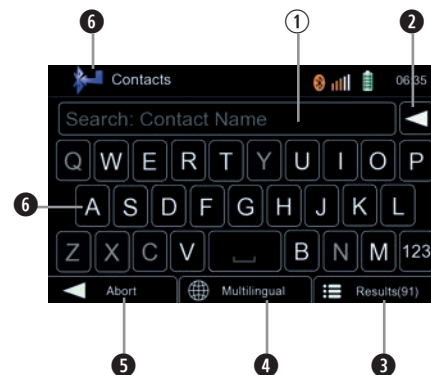 6 1 2
Contacts 06:35
Search: Contact Name
Q W E R T Y U I O P
6 A S D F G H J K L
Z X C V B N M 123
Abort Multilingual Results(91)
5 4 3